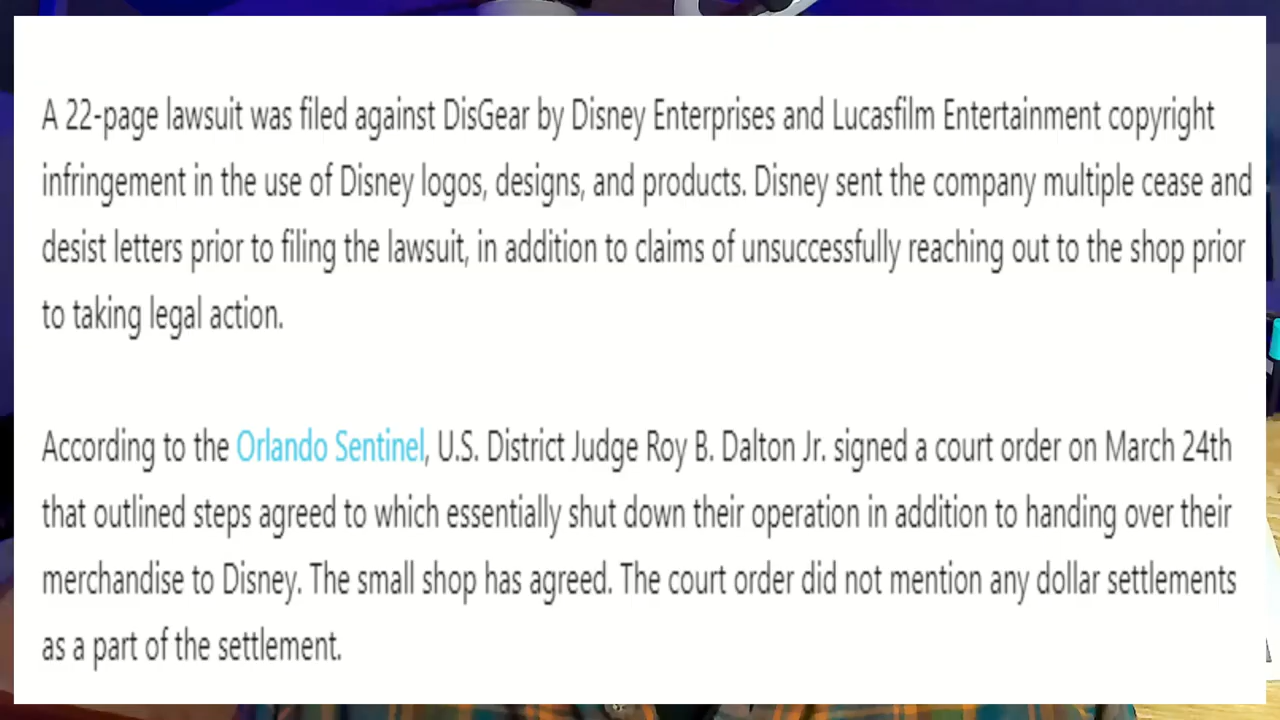 A 22-page lawsuit was filed against DisGear by Disney Enterprises and Lucasfilm Entertainment copyright
infringement in the use of Disney logos, designs, and products. Disney sent the company multiple cease and
desist letters prior to filing the lawsuit, in addition to claims of unsuccessfully reaching out to the shop prior
to taking legal action.
According to the Orlando Sentinel, U.S. District Judge Roy B. Dalton Jr. signed a court order on March 24th
that outlined steps agreed to which essentially shut down their operation in addition to handing over their
merchandise to Disney. The small shop has agreed. The court order did not mention any dollar settlements
as a part of the settlement.